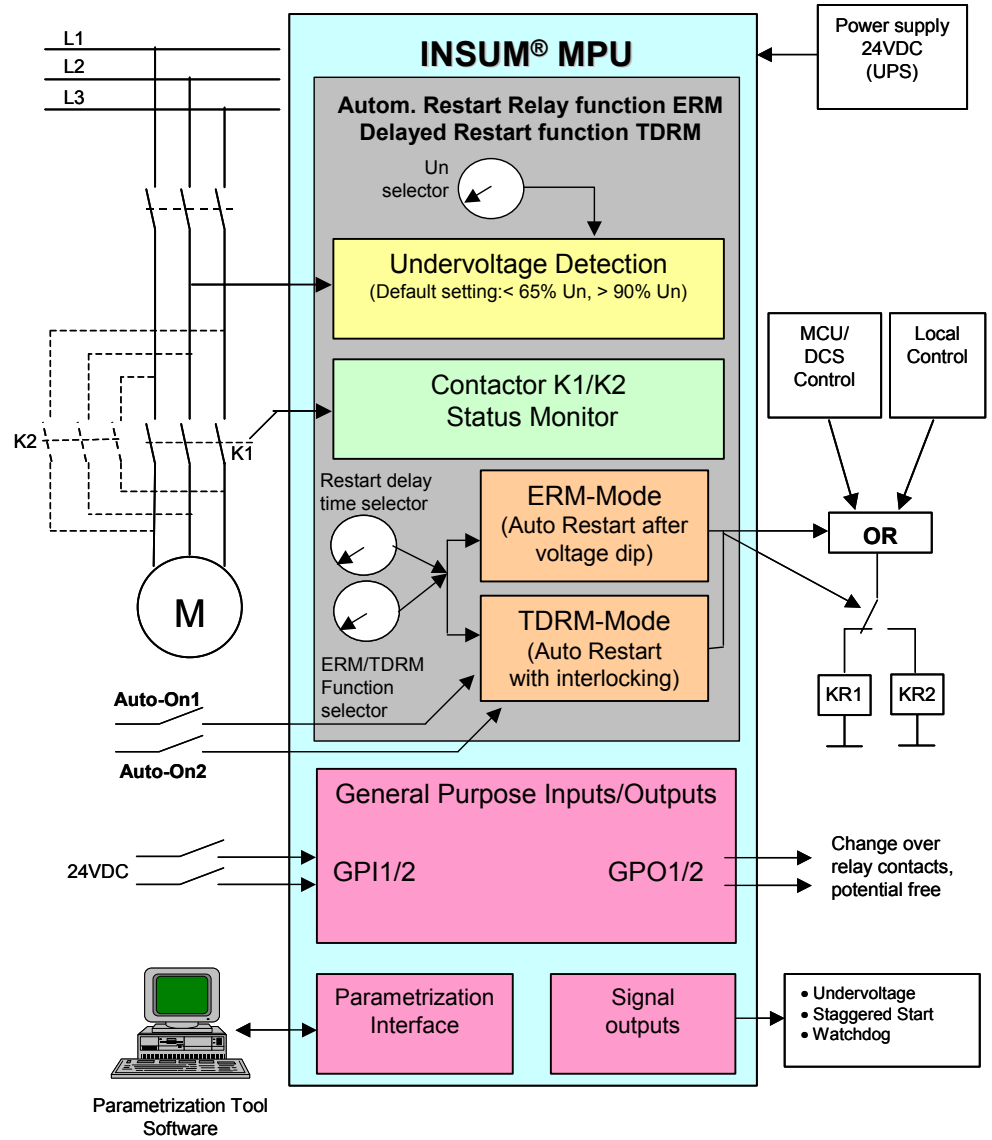 L1
L2
L3
INSUM® MPU
Power supply
24VDC
(UPS)
Autom. Restart Relay function ERM
Delayed Restart function TDRM
Un
selector
Undervoltage Detection
(Default setting:< 65% Un, > 90% Un)
MCU/
DCS
Control
Local
Control
Contactor K1/K2
Status Monitor
K2
K1
Restart delay
time selector
ERM-Mode
(Auto Restart after
voltage dip)
OR
M
TDRM-Mode
(Auto Restart
with interlocking)
ERM/TDRM
Function
selector
KR1
KR2
Auto-On1
Auto-On2
General Purpose Inputs/Outputs
24VDC
GPI1/2
GPO1/2
Change over
relay contacts,
potential free
Parametrization
Interface
Signal
outputs
• Undervoltage
• Staggered Start
• Watchdog
Parametrization Tool
Software